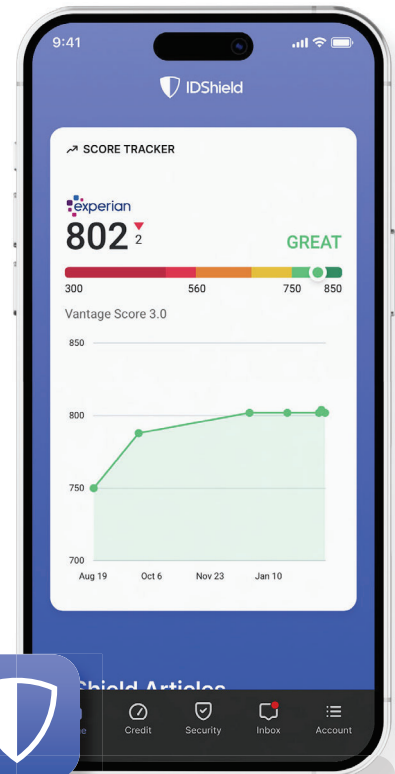 9:41
IDShield
SCORE TRACKER
experian
802 2
GREAT
300 560 750 850
Vantage Score 3.0
850
800
750
700
Aug 19 Oct 6 Nov 23 Jan 10
Shield Articles
Credit Security Inbox Account